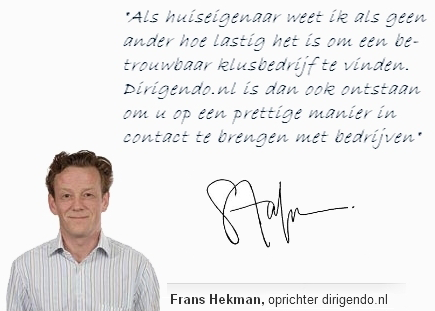 "Als huiseigenaar weet ik als geen
ander hoe lastig het is om een be-
trouwbaar klusbedrijf te vinden.
Dirigendo.nl is dan ook ontstaan
om u op een prettige manier in
contact te brengen met bedrijven"
Frans Hekman, oprichter dirigendo.nl